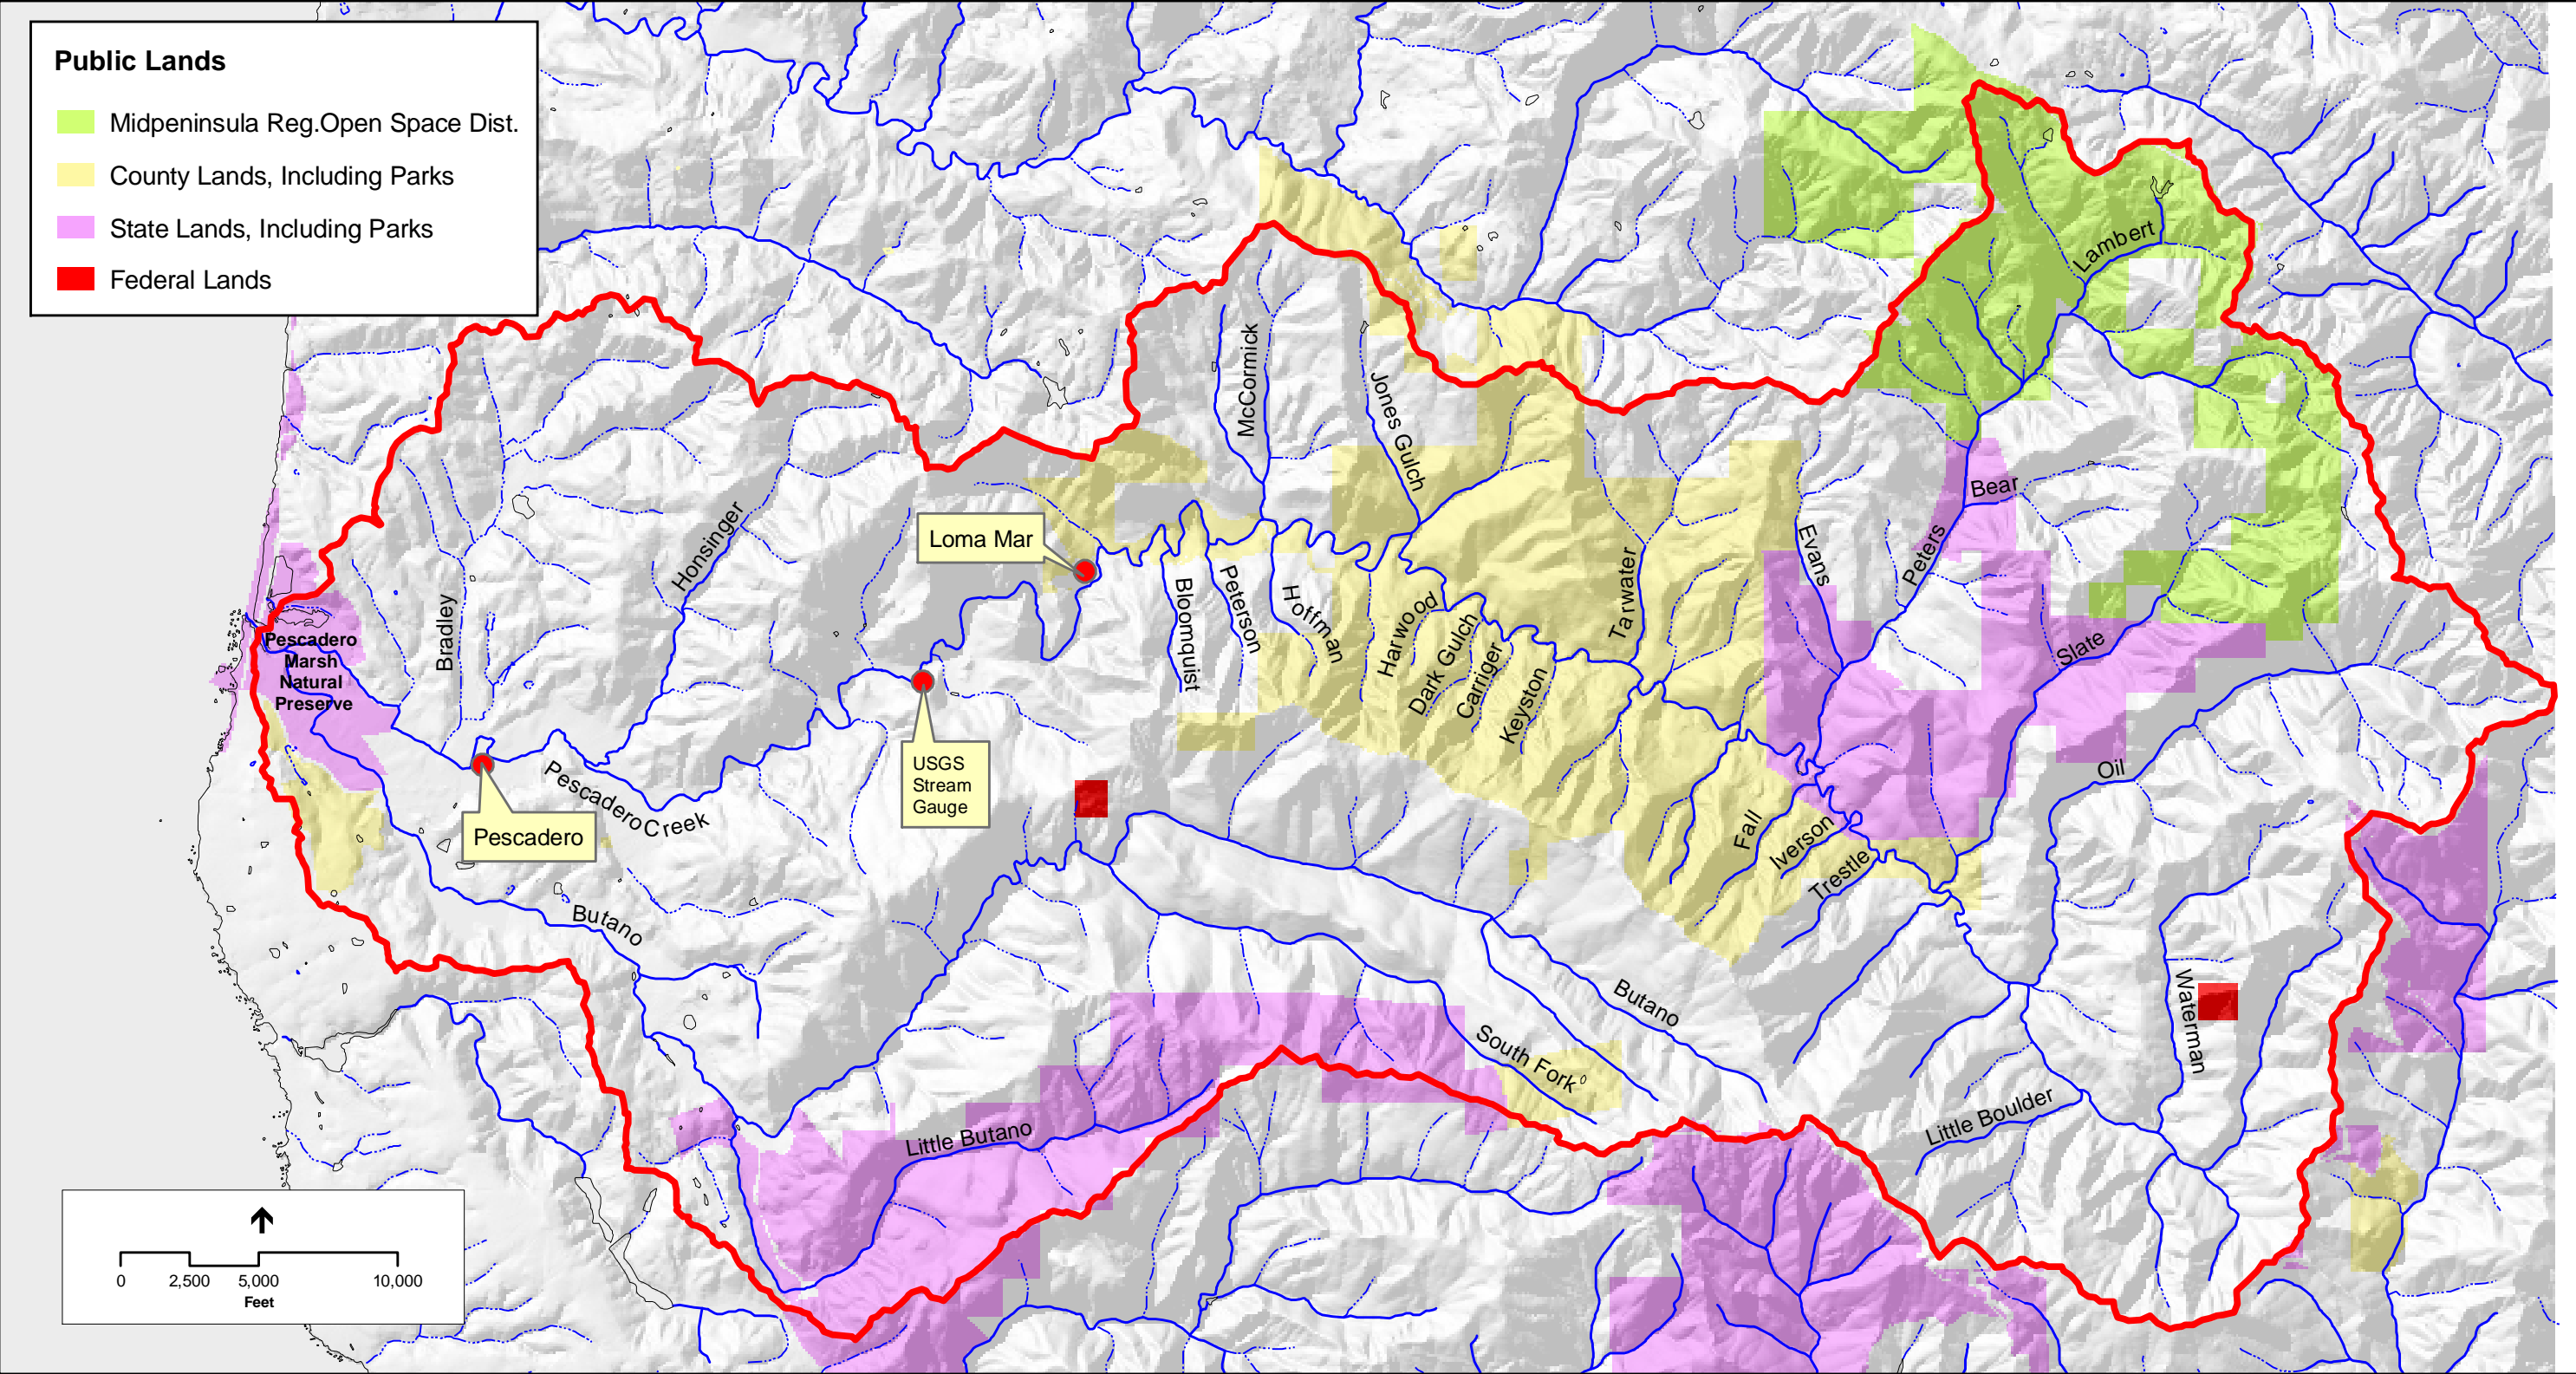 Public Lands
Midpeninsula Reg.Open Space Dist.
County Lands, Including Parks
State Lands, Including Parks
Federal Lands
Lambert
McCormick
Jones Gulch
Bear
Honsinger
Loma Mar
Evans
Peters
Tarwater
Bradley
Bloomquist
Peterson
Hoffman
Harwood
Dark Gulch
Carriger
Keyston
Slate
Pescadero
Marsh
Natural
Preserve
USGS
Stream
Gauge
Oil
Pescadero Creek
Pescadero
Fall
Iverson
Trestle
Butano
Butano
South Fork
Waterman
Little Boulder
Little Butano
0 2,500 5,000 10,000
Feet